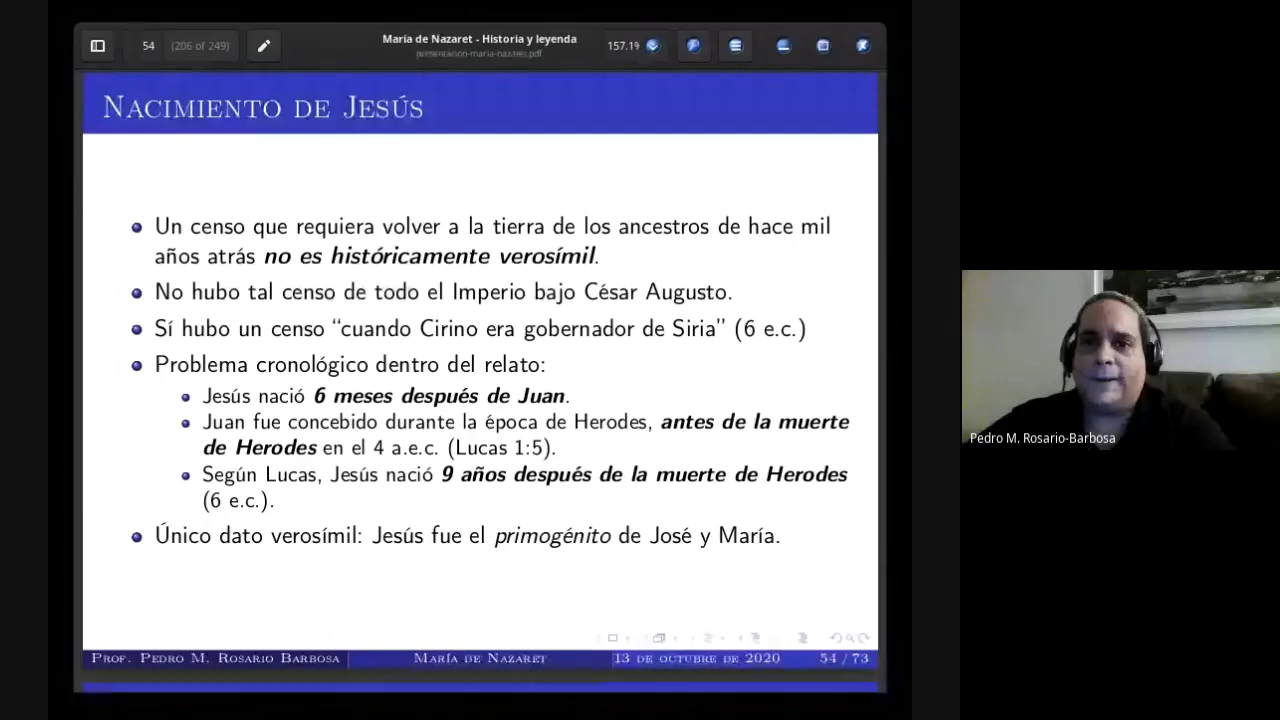 54 (206 of 249)
María de Nazaret - Historia y leyenda
presentacion-maria-nazaret.pdf
157.1%
Nacimiento de Jesús
Un censo que requiera volver a la tierra de los ancestros de hace mil
años atrás no es históricamente verosímil.
No hubo tal censo de todo el Imperio bajo César Augusto.
Sí hubo un censo “cuando Cirino era gobernador de Siria” (6 e.c.)
Problema cronológico dentro del relato:
Jesús nació 6 meses después de Juan.
Juan fue concebido durante la época de Herodes, antes de la muerte
de Herodes en el 4 a.e.c. (Lucas 1:5).
Según Lucas, Jesús nació 9 años después de la muerte de Herodes
(6 e.c.).
Único dato verosímil: Jesús fue el primogénito de José y María.
Prof. Pedro M. Rosario Barbosa María de Nazaret 13 de octubre de 2020 54 / 73
Pedro M. Rosario-Barbosa